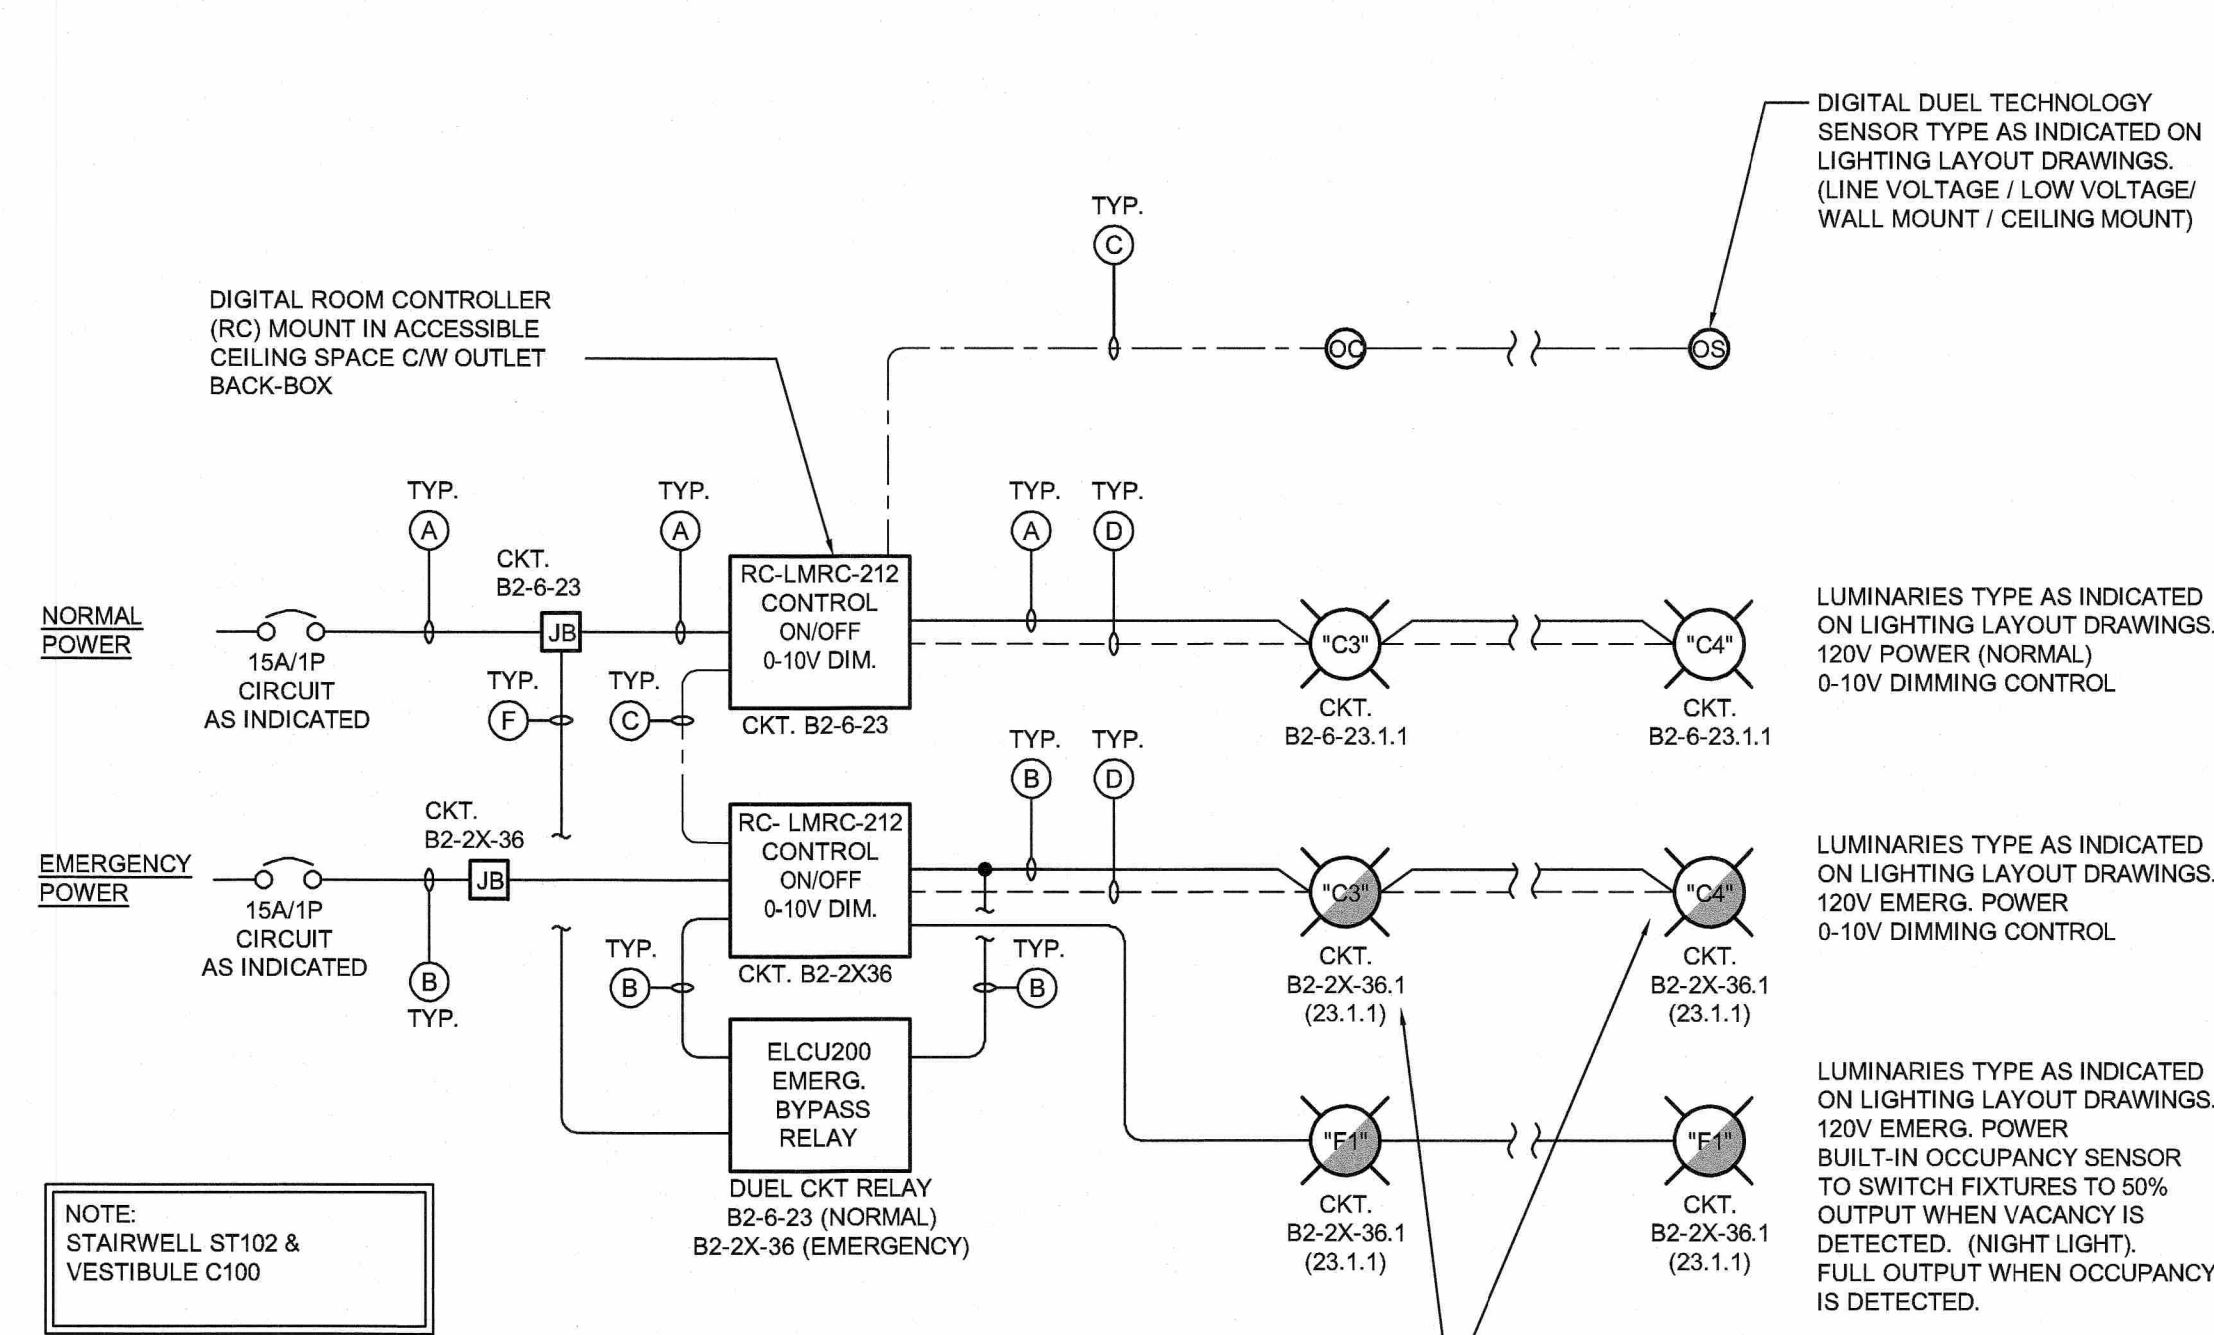 DIGITAL DUEL TECHNOLOGY
SENSOR TYPE AS INDICATED ON
LIGHTING LAYOUT DRAWINGS.
(LINE VOLTAGE / LOW VOLTAGE/
WALL MOUNT / CEILING MOUNT)
TYP.
C
DIGITAL ROOM CONTROLLER
(RC) MOUNT IN ACCESSIBLE
CEILING SPACE C/W OUTLET
BACK-BOX
OC
OS
TYP.
A
TYP.
A
TYP.
A
TYP.
D
CKT.
B2-6-23
NORMAL
POWER
15A/1P
CIRCUIT
AS INDICATED
JB
RC-LMRC-212
CONTROL
ON/OFF
0-10V DIM.
CKT. B2-6-23
"C3"
CKT.
B2-6-23.1.1
"C4"
CKT.
B2-6-23.1.1
LUMINARIES TYPE AS INDICATED
ON LIGHTING LAYOUT DRAWINGS.
120V POWER (NORMAL)
0-10V DIMMING CONTROL
TYP.
F
TYP.
C
TYP.
B
TYP.
D
CKT.
B2-2X-36
EMERGENCY
POWER
15A/1P
CIRCUIT
AS INDICATED
JB
B
TYP.
RC- LMRC-212
CONTROL
ON/OFF
0-10V DIM.
CKT. B2-2X36
"C3"
CKT.
B2-2X-36.1
(23.1.1)
"C4"
CKT.
B2-2X-36.1
(23.1.1)
LUMINARIES TYPE AS INDICATED
ON LIGHTING LAYOUT DRAWINGS.
120V EMERG. POWER
0-10V DIMMING CONTROL
TYP.
B
TYP.
B
ELCU200
EMERG.
BYPASS
RELAY
DUEL CKT RELAY
B2-6-23 (NORMAL)
B2-2X-36 (EMERGENCY)
"F1"
CKT.
B2-2X-36.1
(23.1.1)
"F1"
CKT.
B2-2X-36.1
(23.1.1)
LUMINARIES TYPE AS INDICATED
ON LIGHTING LAYOUT DRAWINGS.
120V EMERG. POWER
BUILT-IN OCCUPANCY SENSOR
TO SWITCH FIXTURES TO 50%
OUTPUT WHEN VACANCY IS
DETECTED. (NIGHT LIGHT).
FULL OUTPUT WHEN OCCUPANCY
IS DETECTED.
NOTE:
STAIRWELL ST102 &
VESTIBULE C100